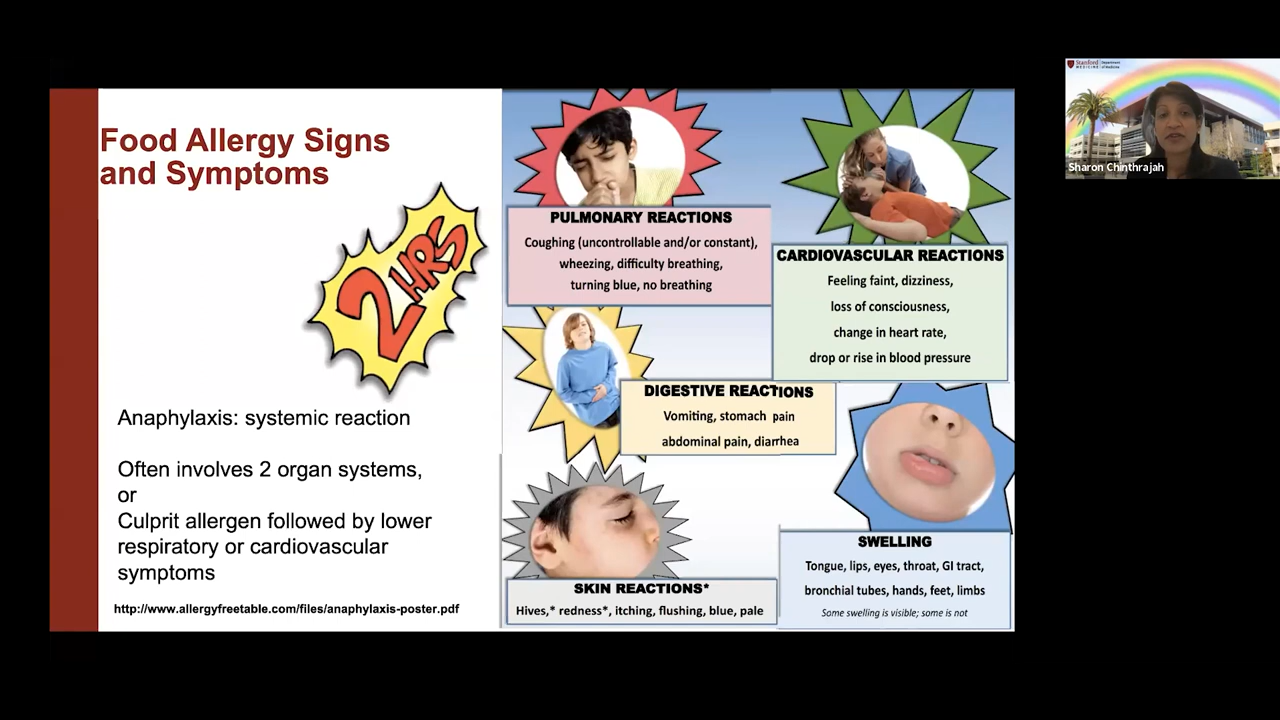 Food Allergy Signs
and Symptoms
2 HRS
Anaphylaxis: systemic reaction
Often involves 2 organ systems,
or
Culprit allergen followed by lower
respiratory or cardiovascular
symptoms
http://www.allergyfreetable.com/files/anaphylaxis-poster.pdf
PULMONARY REACTIONS
Coughing (uncontrollable and/or constant),
wheezing, difficulty breathing,
turning blue, no breathing
CARDIOVASCULAR REACTIONS
Feeling faint, dizziness,
loss of consciousness,
change in heart rate,
drop or rise in blood pressure
DIGESTIVE REACTIONS
Vomiting, stomach pain
abdominal pain, diarrhea
SKIN REACTIONS*
Hives,* redness*, itching, flushing, blue, pale
SWELLING
Tongue, lips, eyes, throat, GI tract,
bronchial tubes, hands, feet, limbs
Some swelling is visible; some is not
Stanford
MEDICINE
Sharon Chinthrajah